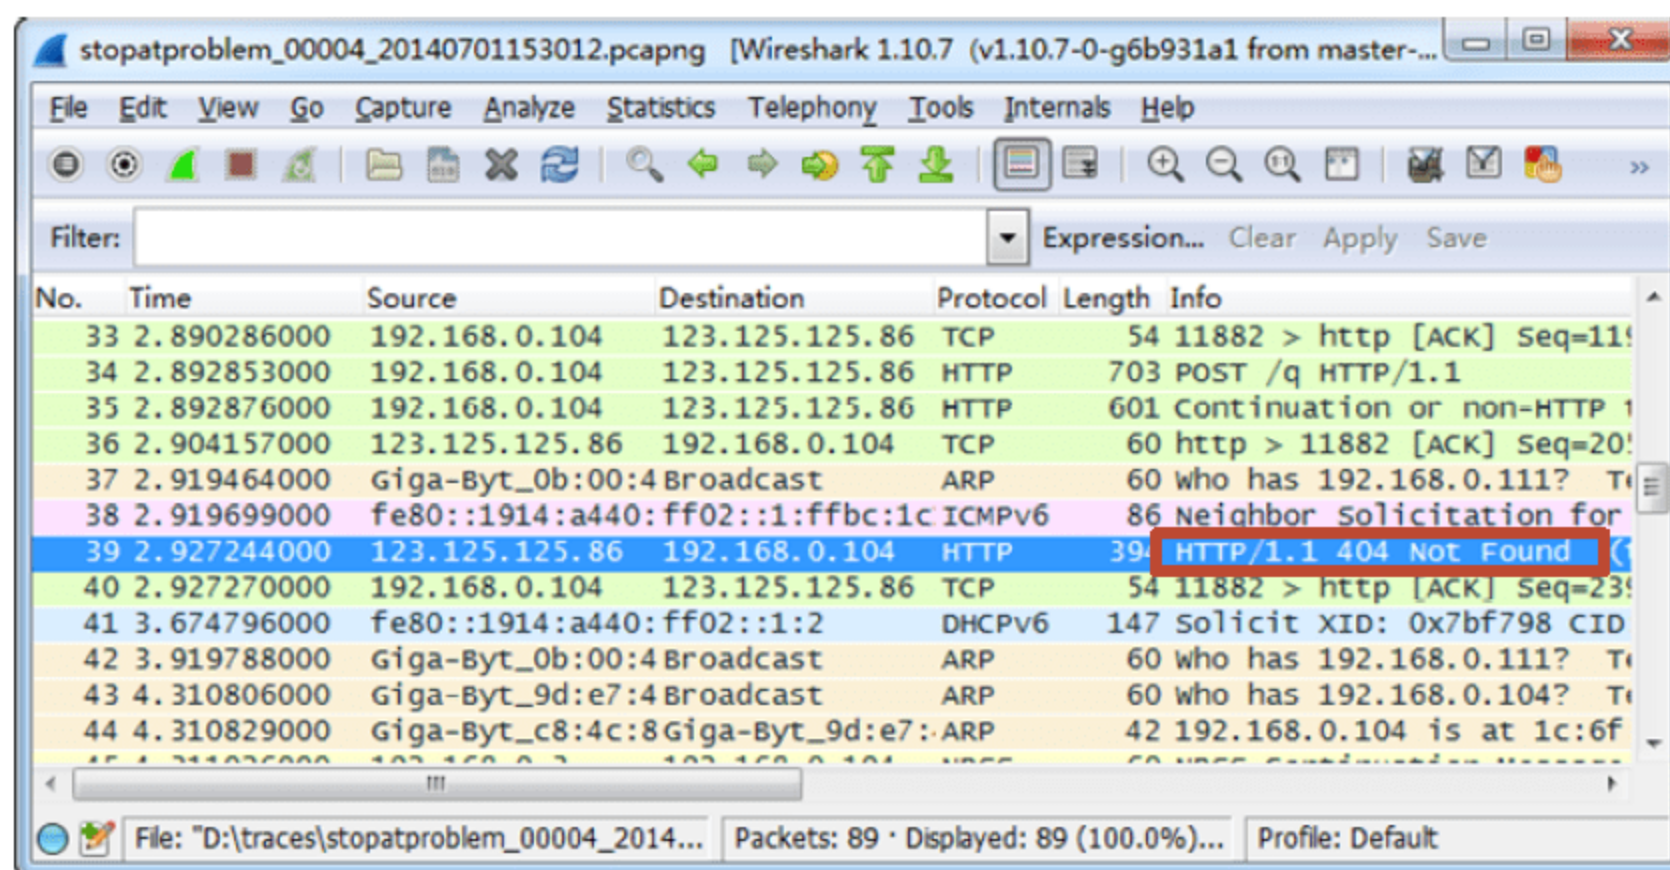 stopatproblem_00004_20140701153012.pcapng [Wireshark 1.10.7 (v1.10.7-0-g6b931a1 from master-...
File Edit View Go Capture Analyze Statistics Telephony Tools Internals Help
Filter: Expression... Clear Apply Save
No. Time Source Destination Protocol Length Info
33 2.890286000 192.168.0.104 123.125.125.86 TCP 54 11882 > http [ACK] Seq=119
34 2.892853000 192.168.0.104 123.125.125.86 HTTP 703 POST /q HTTP/1.1
35 2.892876000 192.168.0.104 123.125.125.86 HTTP 601 Continuation or non-HTTP t
36 2.904157000 123.125.125.86 192.168.0.104 TCP 60 http > 11882 [ACK] Seq=205
37 2.919464000 Giga-Byt_0b:00:4 Broadcast ARP 60 Who has 192.168.0.111? Te
38 2.919699000 fe80::1914:a440: ff02::1:ffbc:1c ICMPv6 86 Neighbor Solicitation for
39 2.927244000 123.125.125.86 192.168.0.104 HTTP 394 HTTP/1.1 404 Not Found (t
40 2.927270000 192.168.0.104 123.125.125.86 TCP 54 11882 > http [ACK] Seq=239
41 3.674796000 fe80::1914:a440: ff02::1:2 DHCPv6 147 Solicit XID: 0x7bf798 CID
42 3.919788000 Giga-Byt_0b:00:4 Broadcast ARP 60 Who has 192.168.0.111? Te
43 4.310806000 Giga-Byt_9d:e7:4 Broadcast ARP 60 Who has 192.168.0.104? Te
44 4.310829000 Giga-Byt_c8:4c:8 Giga-Byt_9d:e7: ARP 42 192.168.0.104 is at 1c:6f
File: "D:\traces\stopatproblem_00004_2014... Packets: 89 · Displayed: 89 (100.0%)... Profile: Default